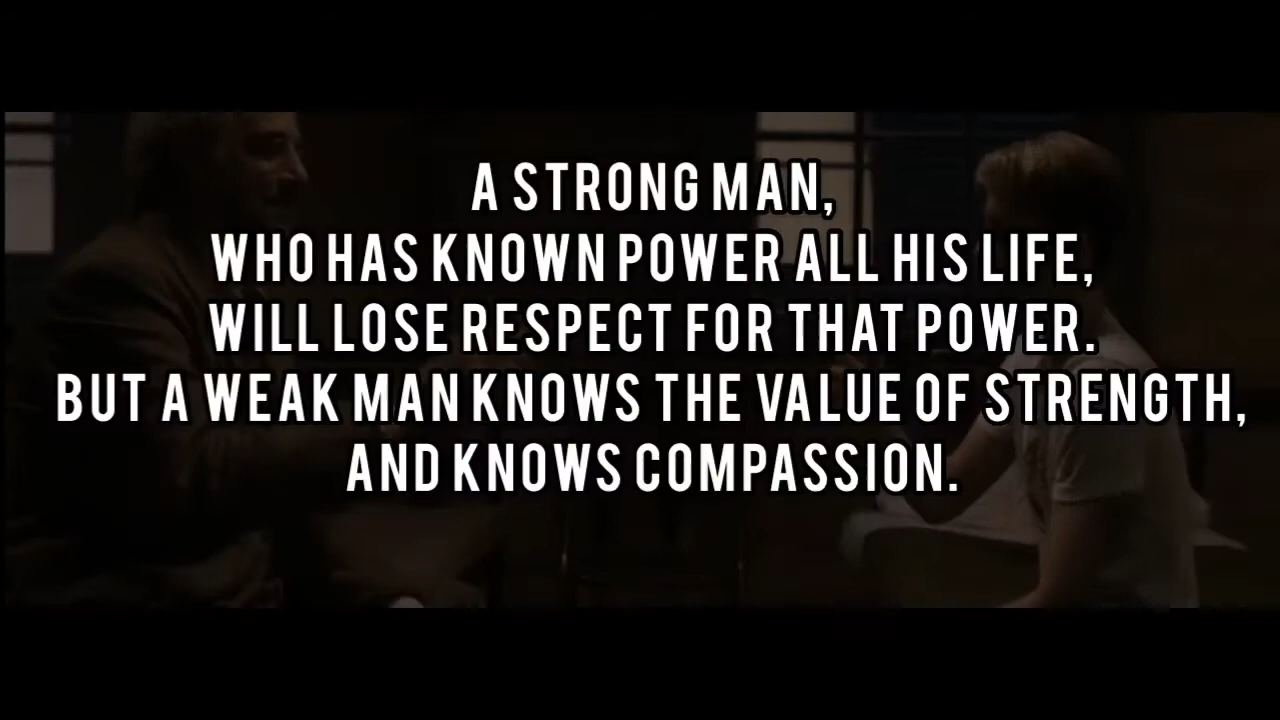 A STRONG MAN,
WHO HAS KNOWN POWER ALL HIS LIFE,
WILL LOSE RESPECT FOR THAT POWER.
BUT A WEAK MAN KNOWS THE VALUE OF STRENGTH,
AND KNOWS COMPASSION.